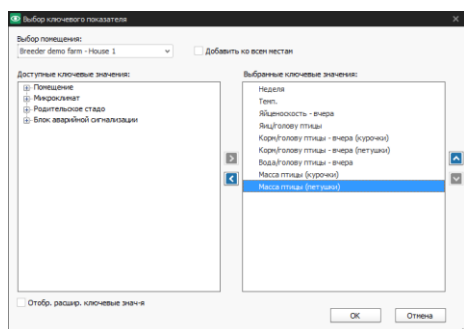 Выбор ключевого показателя
Выбор помещения:
Breeder demo farm - House 1
Добавить ко всем местам
Доступные ключевые значения:
Помещение
Микроклимат
Родительское стадо
Блок аварийной сигнализации
Выбранные ключевые значения:
Неделя
Темп.
Яйценоскость - вчера
Яиц/голову птицы
Корм/голову птицы - вчера (курочки)
Корм/голову птицы - вчера (петушки)
Вода/голову птицы - вчера
Масса птицы (курочки)
Масса птицы (петушки)
Отобр. расшир. ключевые знач-я
ОК
Отмена